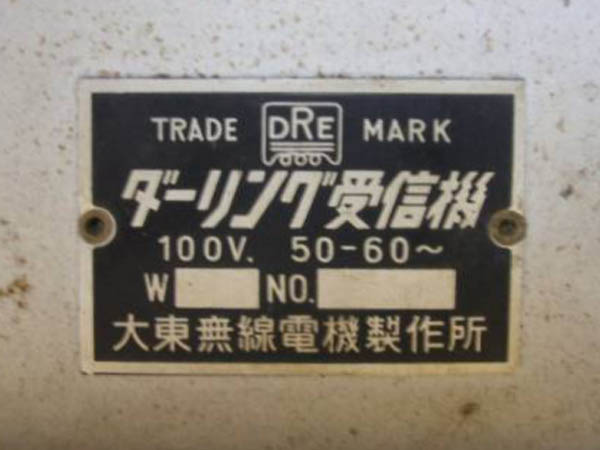 TRADE DRE MARK
ダーリング受信機
100V. 50-60~
W NO.
大東無線電機製作所